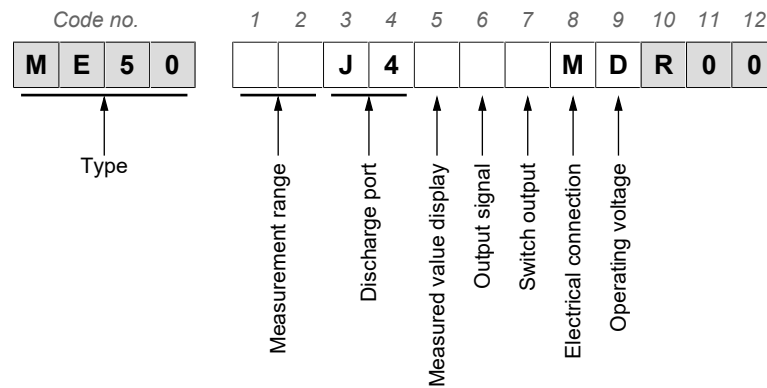 Code no. 1 2 3 4 5 6 7 8 9 10 11 12
M E 5 0 J 4 M D R 0 0
Type
Measurement range
Discharge port
Measured value display
Output signal
Switch output
Electrical connection
Operating voltage